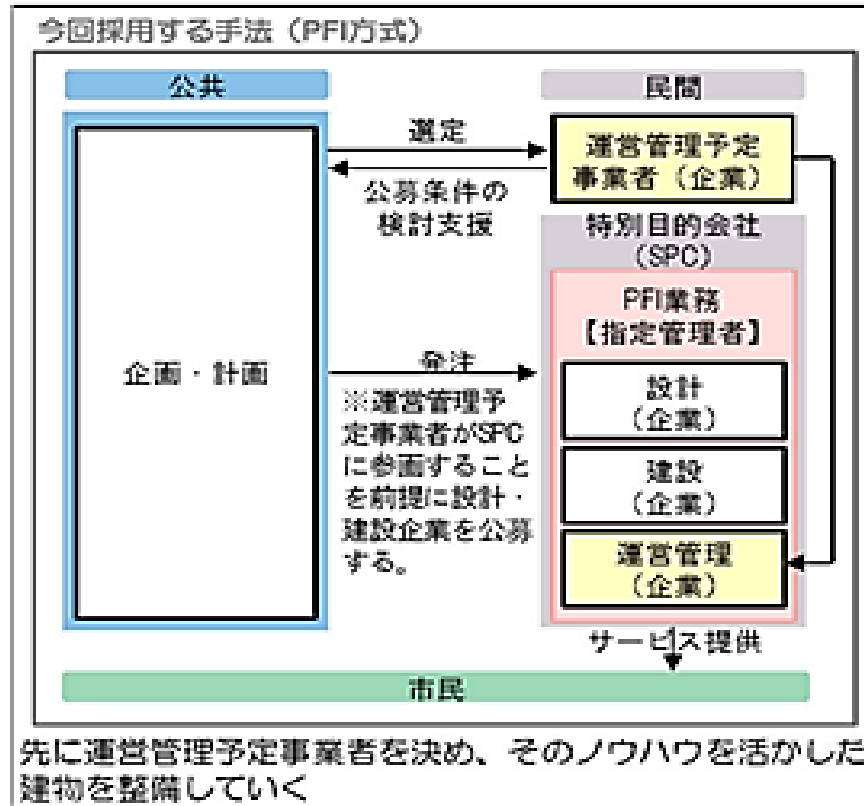 今回採用する手法（PFI方式）
公共
民間
選定
運営管理予定
事業者（企業）
公募条件の
検討支援
特別目的会社
（SPC）
PFI業務
【指定管理者】
企画・計画
発注
※運営管理予
定事業者がSPC
に参画すること
を前提に設計・
建設企業を公募
する。
設計
（企業）
建設
（企業）
運営管理
（企業）
サービス提供
市民
先に運営管理予定事業者を決め、そのノウハウを活かした
建物を整備していく